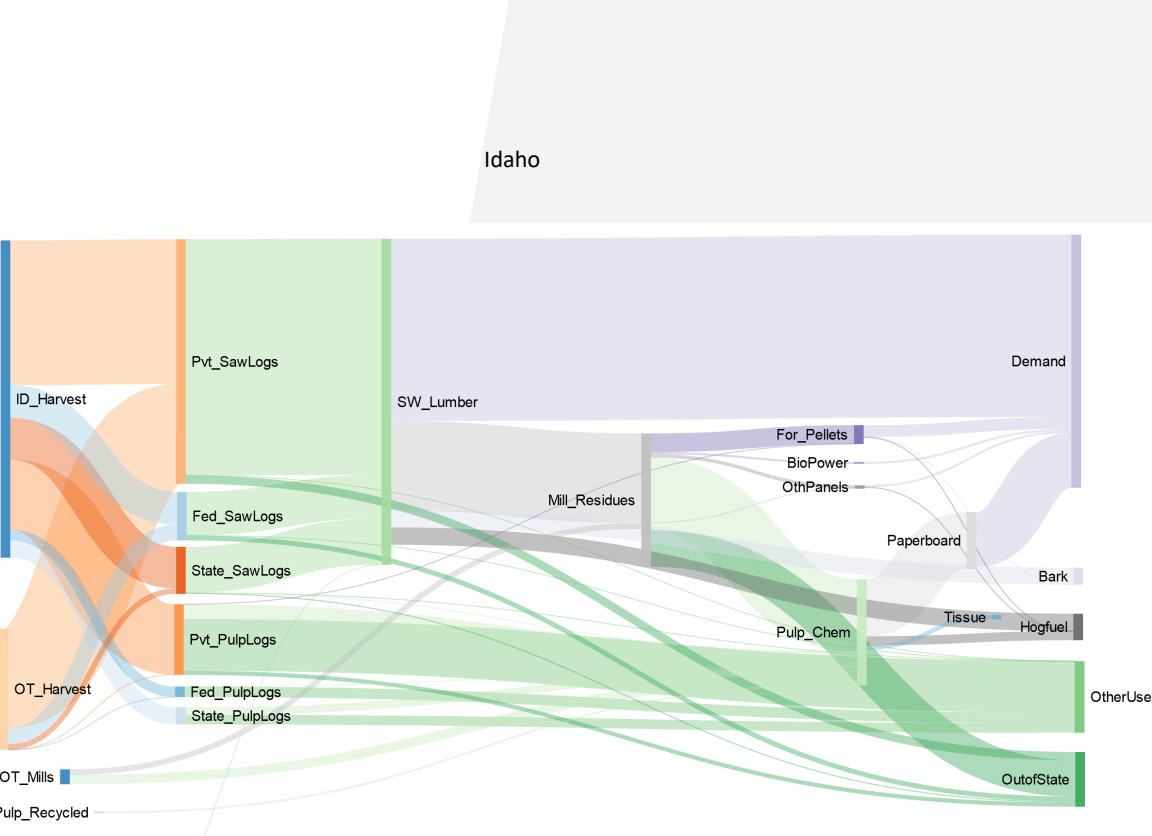 Idaho
Pvt_SawLogs
Demand
ID_Harvest
SW_Lumber
For_Pellets
BioPower
OthPanels
Mill_Residues
Fed_SawLogs
Paperboard
State_SawLogs
Bark
Tissue
Hogfuel
Pulp_Chem
Pvt_PulpLogs
OT_Harvest
Fed_PulpLogs
OtherUse
State_PulpLogs
OT_Mills
OutofState
Pulp_Recycled